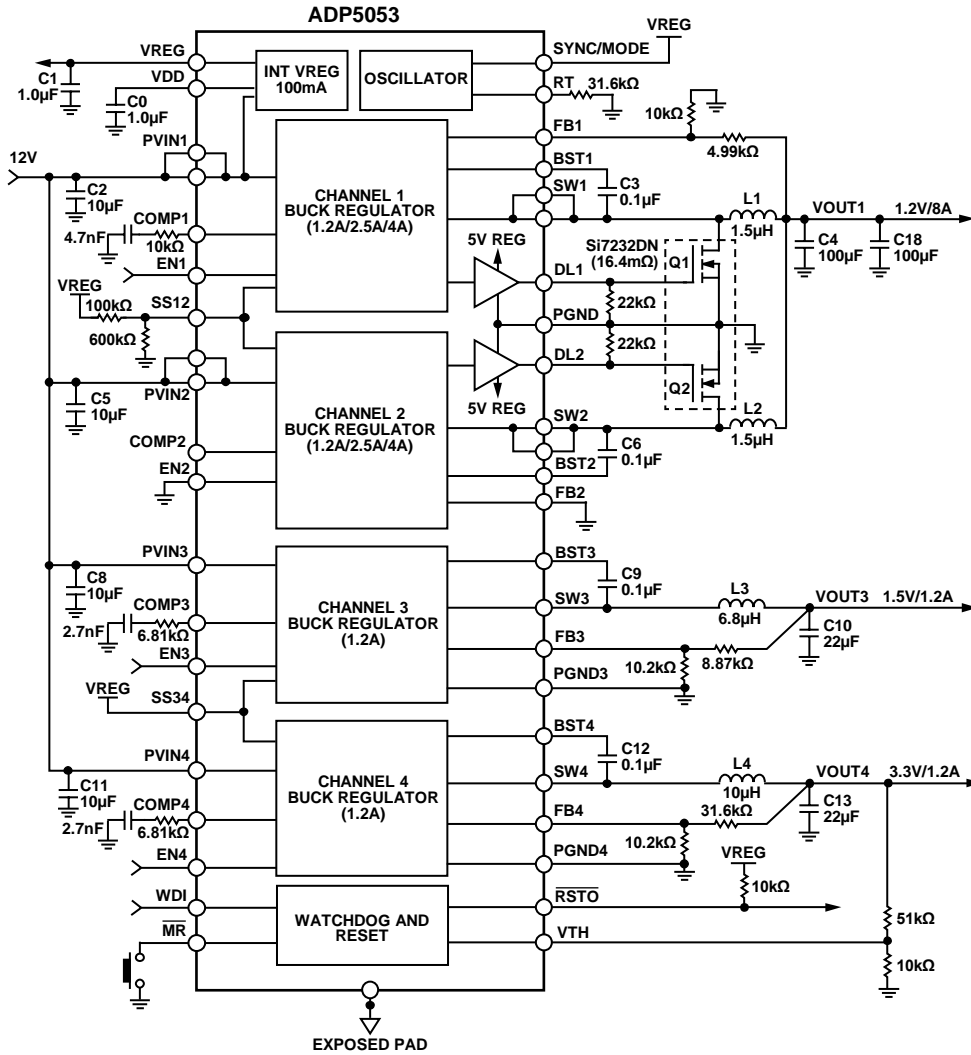 ADP5053
VREG
C1
1.0µF
VDD
C0
1.0µF
INT VREG
100mA
OSCILLATOR
SYNC/MODE
VREG
RT
31.6kΩ
10kΩ
FB1
4.99kΩ
12V
PVIN1
C2
10µF
COMP1
4.7nF
10kΩ
EN1
VREG
100kΩ
SS12
600kΩ
CHANNEL 1
BUCK REGULATOR
(1.2A/2.5A/4A)
BST1
SW1
C3
0.1µF
L1
1.5µH
VOUT1
1.2V/8A
C4
100µF
C18
100µF
5V REG
Si7232DN
(16.4mΩ)
Q1
DL1
22kΩ
PGND
22kΩ
DL2
5V REG
Q2
C5
10µF
PVIN2
COMP2
EN2
CHANNEL 2
BUCK REGULATOR
(1.2A/2.5A/4A)
SW2
C6
0.1µF
BST2
L2
1.5µH
FB2
PVIN3
C8
10µF
COMP3
2.7nF
6.81kΩ
EN3
VREG
SS34
CHANNEL 3
BUCK REGULATOR
(1.2A)
BST3
C9
0.1µF
SW3
L3
6.8µH
VOUT3
1.5V/1.2A
C10
22µF
FB3
10.2kΩ
8.87kΩ
PGND3
PVIN4
C11
10µF
COMP4
2.7nF
6.81kΩ
EN4
CHANNEL 4
BUCK REGULATOR
(1.2A)
BST4
C12
0.1µF
SW4
L4
10µH
VOUT4
3.3V/1.2A
C13
22µF
FB4
31.6kΩ
10.2kΩ
PGND4
VREG
10kΩ
WDI
MR
WATCHDOG AND
RESET
RSTO
VTH
51kΩ
10kΩ
EXPOSED PAD